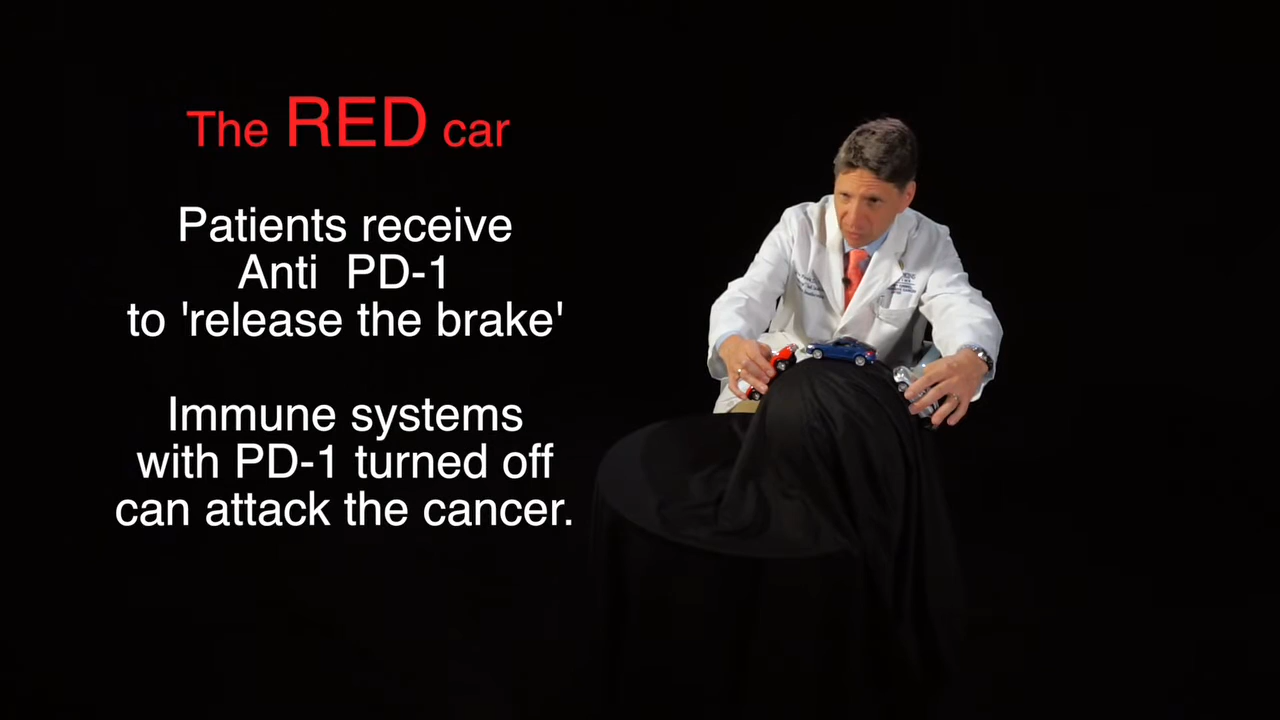 The RED car
Patients receive
Anti PD-1
to 'release the brake'
Immune systems
with PD-1 turned off
can attack the cancer.